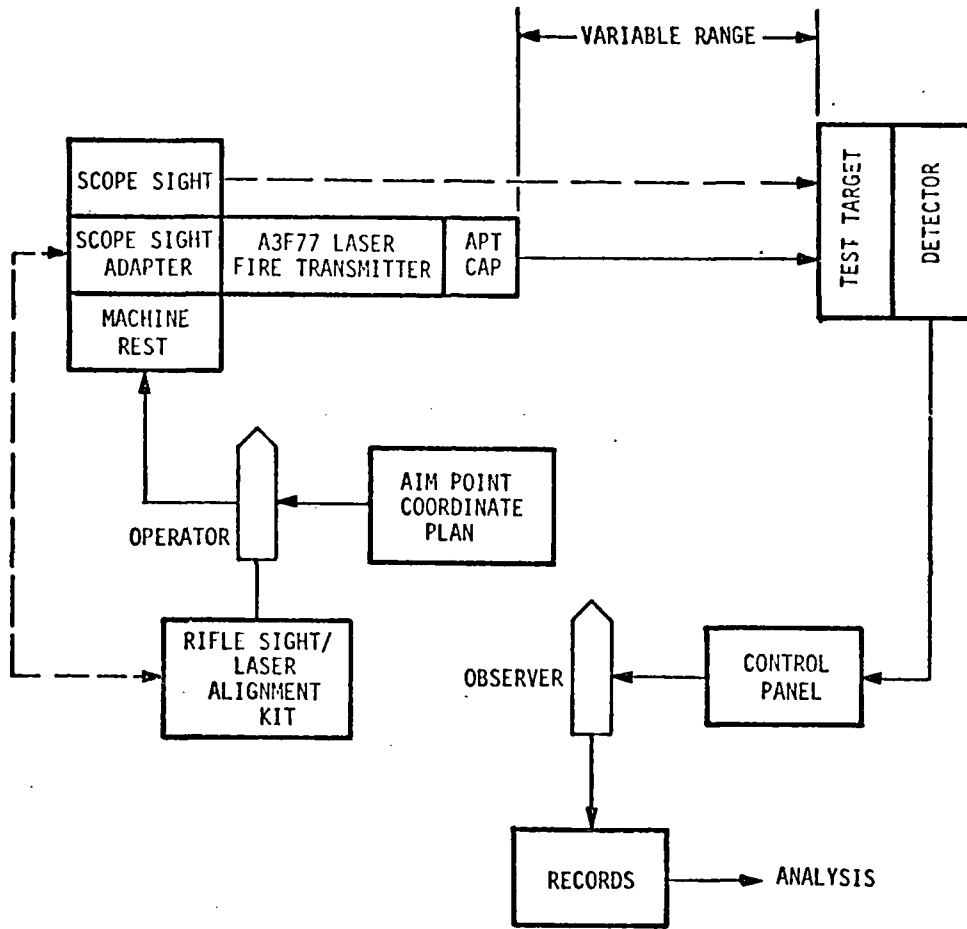 VARIABLE RANGE
SCOPE SIGHT
SCOPE SIGHT
ADAPTER
A3F77 LASER
FIRE TRANSMITTER
APT
CAP
TEST TARGET
DETECTOR
MACHINE
REST
OPERATOR
AIM POINT
COORDINATE
PLAN
RIFLE SIGHT/
LASER
ALIGNMENT
KIT
OBSERVER
CONTROL
PANEL
RECORDS
ANALYSIS